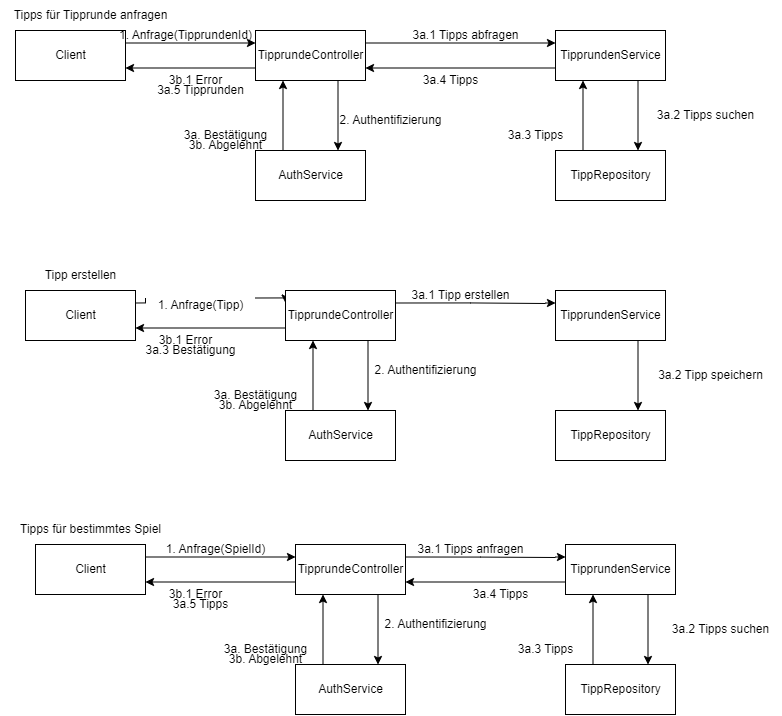 Tipps für Tipprunde anfragen
1. Anfrage(TipprundenId)
3a.1 Tipps abfragen
Client
TipprundeController
TipprundenService
3b.1 Error
3a.5 Tipprunden
3a.4 Tipps
2. Authentifizierung
3a.2 Tipps suchen
3a. Bestätigung
3b. Abgelehnt
3a.3 Tipps
AuthService
TippRepository
Tipp erstellen
1. Anfrage(Tipp)
3a.1 Tipp erstellen
Client
TipprundeController
TipprundenService
3b.1 Error
3a.3 Bestätigung
2. Authentifizierung
3a.2 Tipp speichern
3a. Bestätigung
3b. Abgelehnt
AuthService
TippRepository
Tipps für bestimmtes Spiel
1. Anfrage(SpielId)
3a.1 Tipps anfragen
Client
TipprundeController
TipprundenService
3b.1 Error
3a.5 Tipps
3a.4 Tipps
2. Authentifizierung
3a.2 Tipps suchen
3a. Bestätigung
3b. Abgelehnt
3a.3 Tipps
AuthService
TippRepository